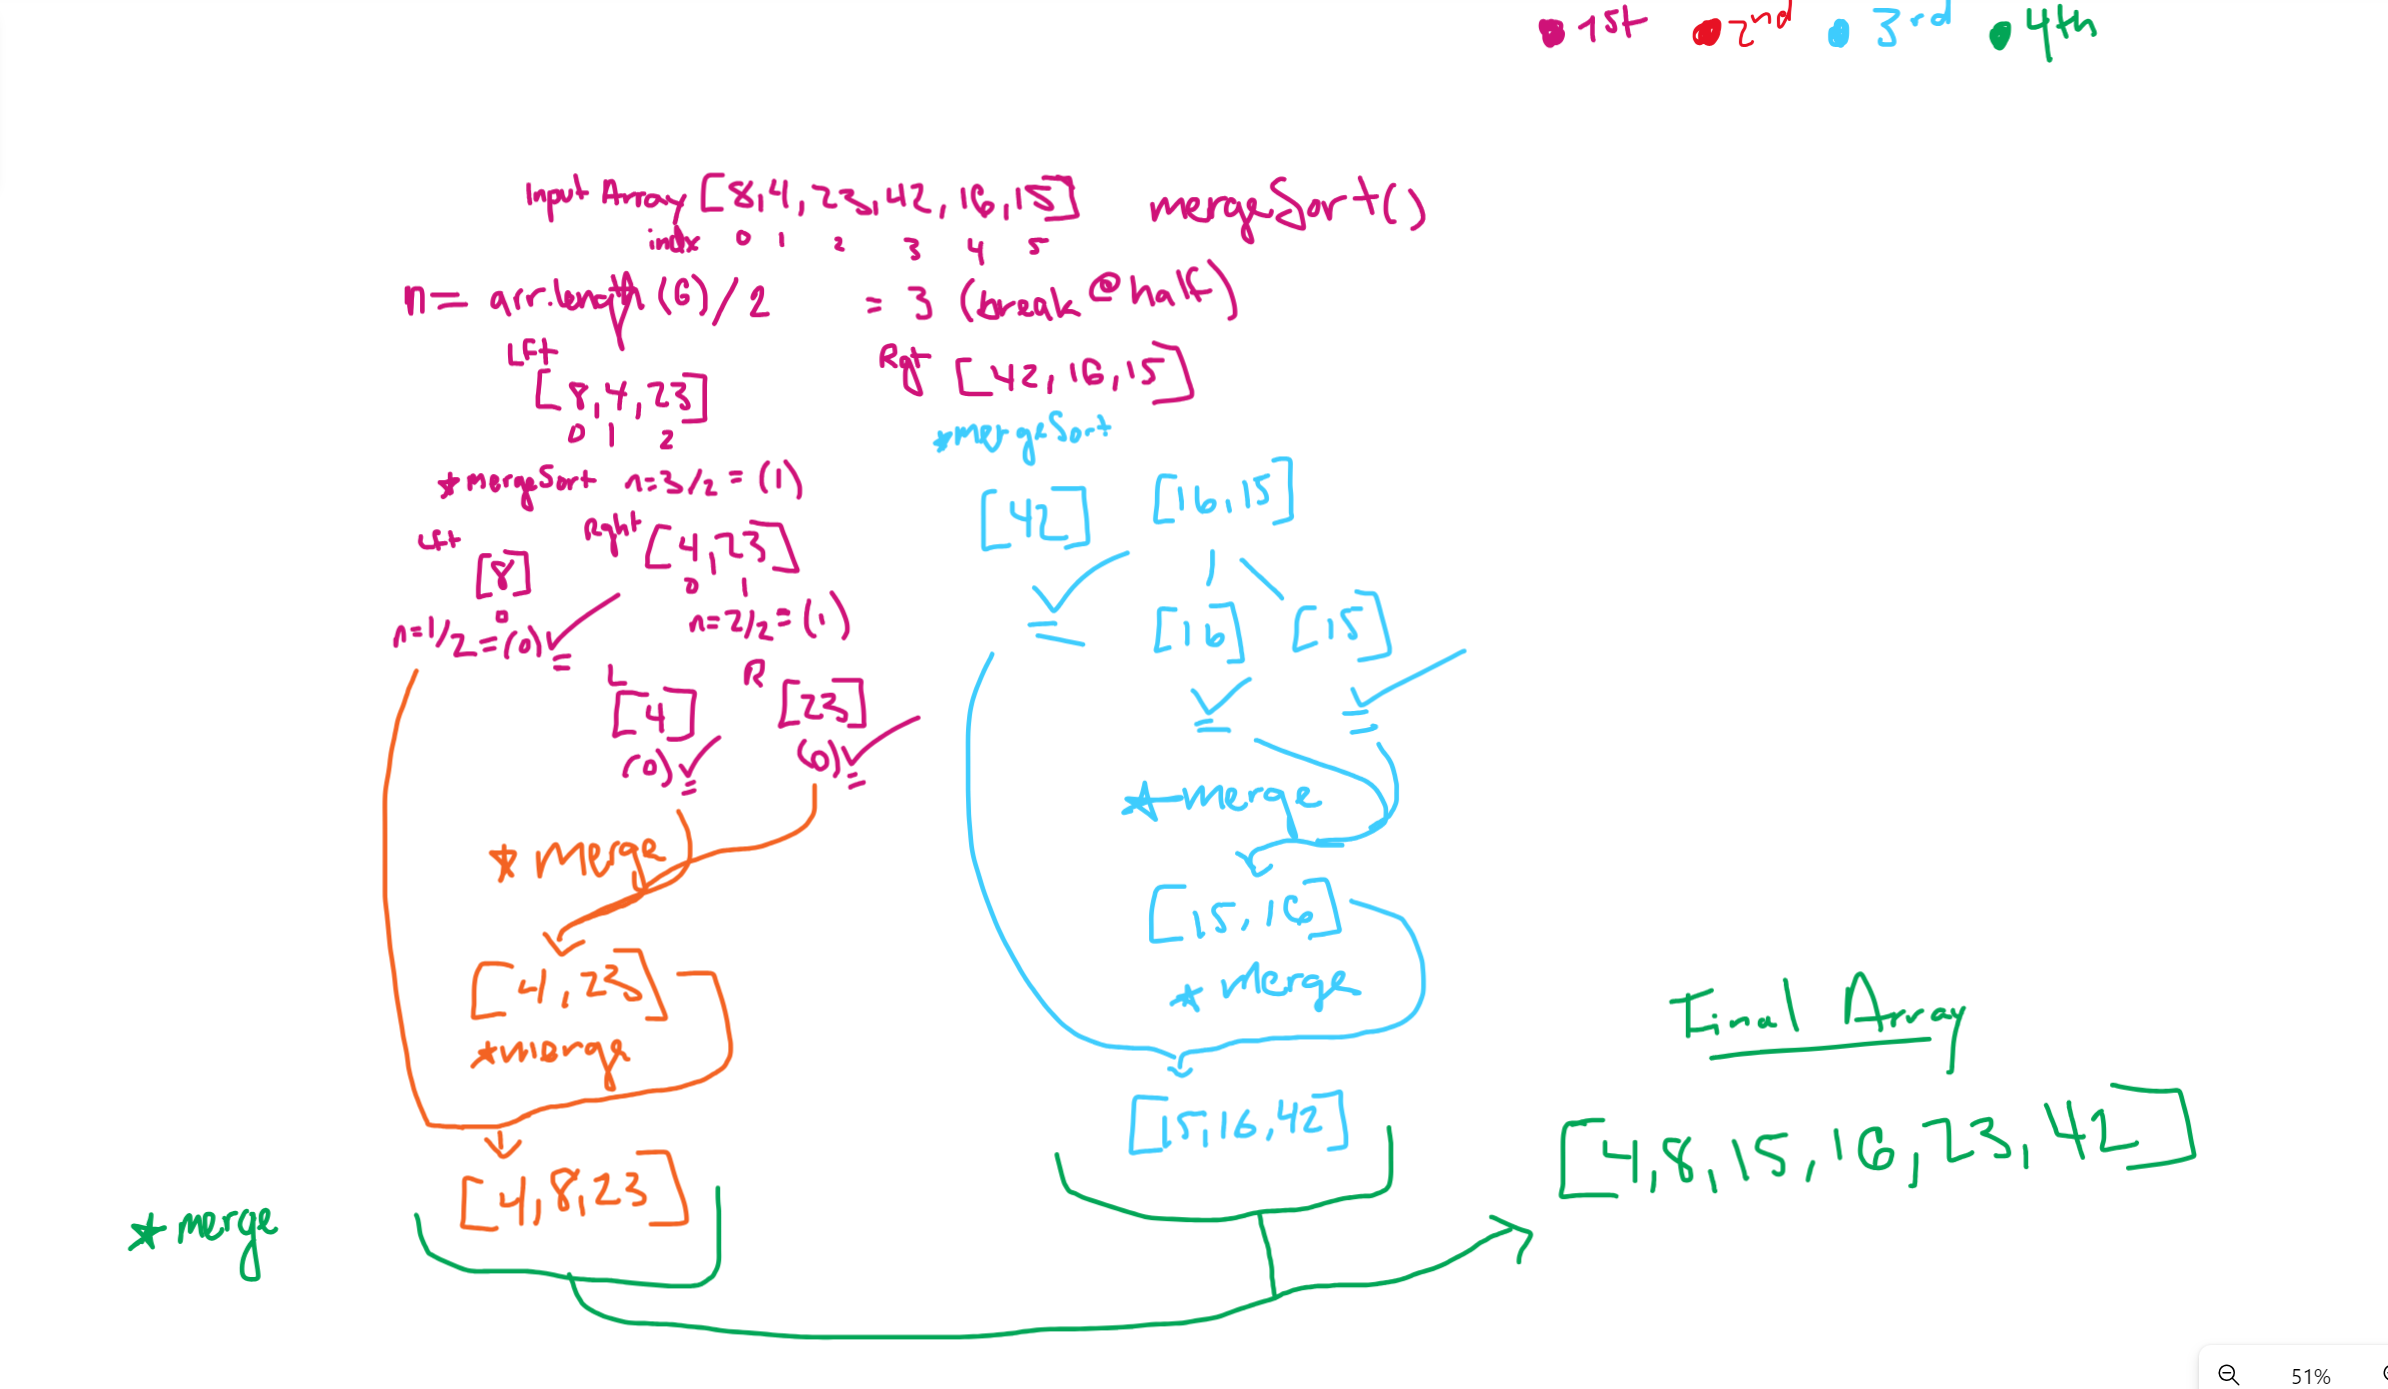 1st 2nd 3rd 4th
Input Array [8,4,23,42,16,15] mergeSort()
index 0 1 2 3 4 5
n= arr.length (6)/2 = 3 (break @half)
Lft
[8,4,23]
0 1 2
Rgt [42,16,15]
*mergeSort n=3/2 = (1)
Lft
[8]
0
n=1/2=(0)
Right [4,23]
0 1
n=2/2=(1)
L
[4]
(0)
R
[23]
(0)
*merge
[4,23]
*merge
[4,8,23]
*mergeSort
[42] [16,15]
[16] [15]
*merge
[15,16]
*merge
[15,16,42]
*merge
Final Array
[4,8,15,16,23,42]
51%